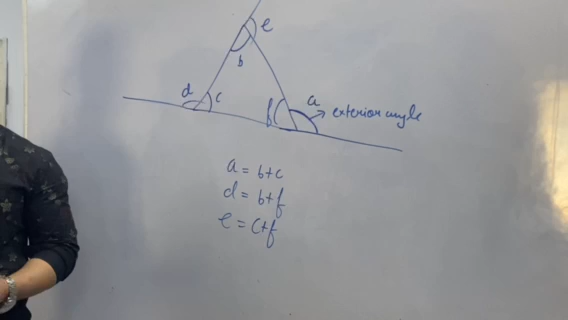 e
b
d c
f a exterior angle
a = b+c
d = b+f
e = c+f